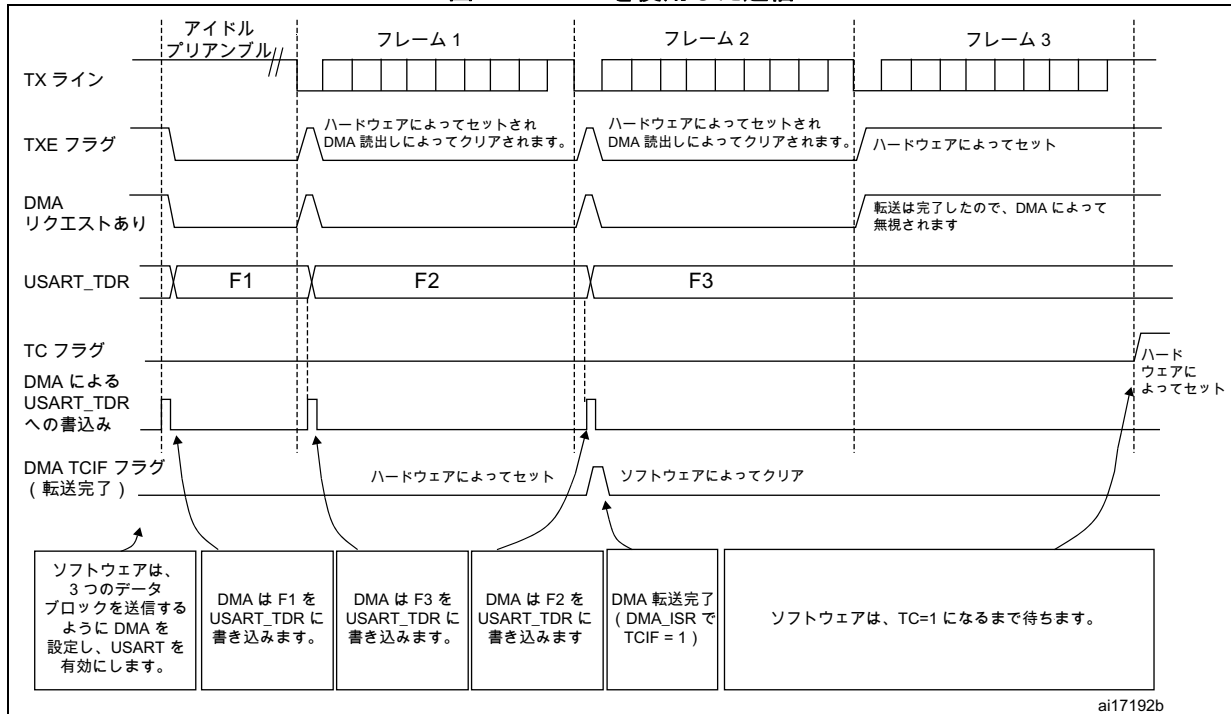 アイドル
プリアンブル
フレーム 1
フレーム 2
フレーム 3
TX ライン
TXE フラグ
ハードウェアによってセットされ
DMA 読出しによってクリアされます。
ハードウェアによってセットされ
DMA 読出しによってクリアされます。
ハードウェアによってセット
DMA
リクエストあり
転送は完了したので、DMA によって
無視されます
USART_TDR
F1
F2
F3
TC フラグ
ハード
ウェアに
よってセット
DMA による
USART_TDR
への書込み
DMA TCIF フラグ
( 転送完了 )
ハードウェアによってセット
ソフトウェアによってクリア
ソフトウェアは、
3 つのデータ
ブロックを送信する
ように DMA を
設定し、USART を
有効にします。
DMA は F1 を
USART_TDR に
書き込みます。
DMA は F3 を
USART_TDR に
書き込みます。
DMA は F2 を
USART_TDR に
書き込みます
DMA 転送完了
( DMA_ISR で
TCIF = 1 )
ソフトウェアは、TC=1 になるまで待ちます。
ai17192b